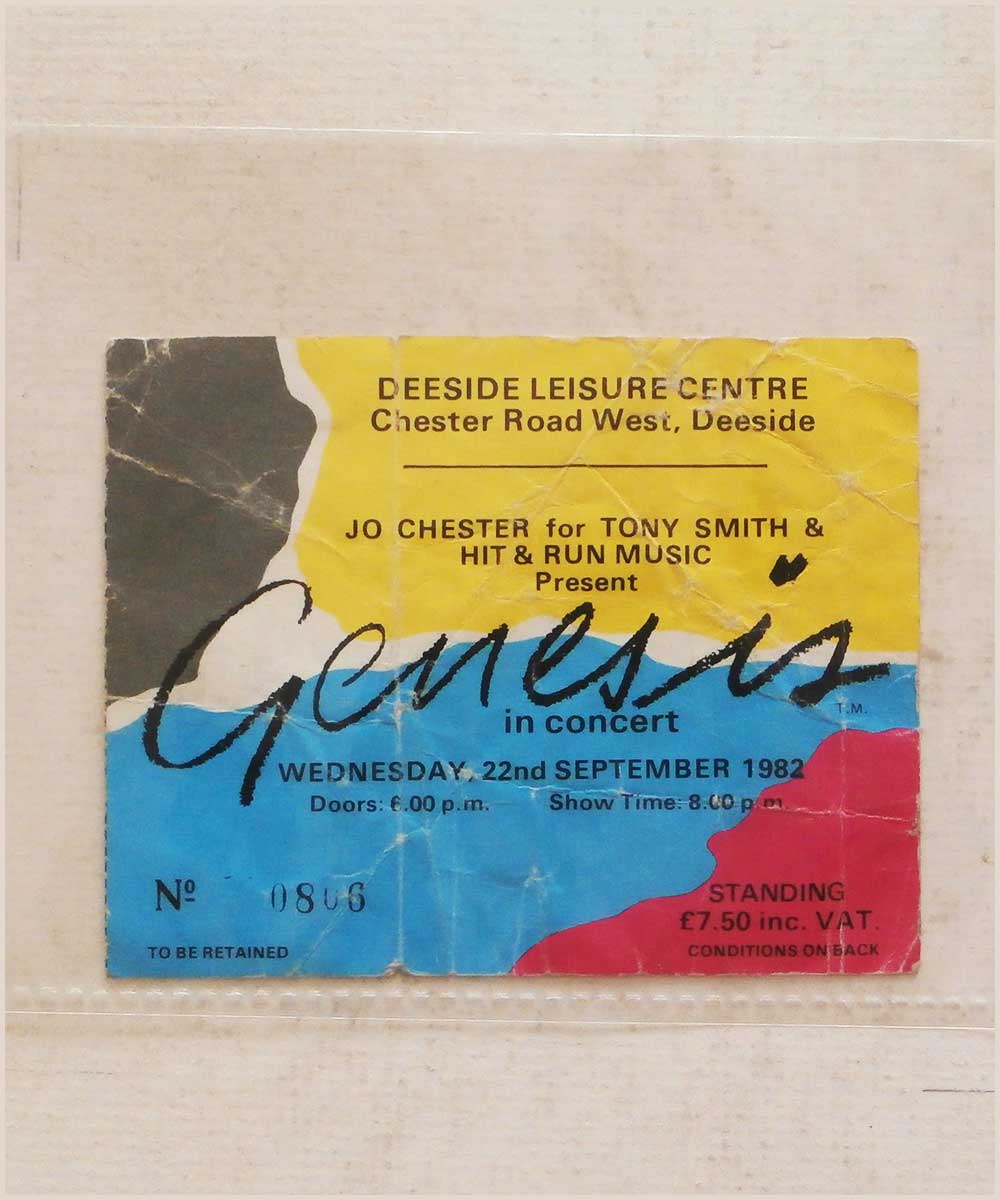 DEESIDE LEISURE CENTRE
Chester Road West, Deeside
JO CHESTER for TONY SMITH &
HIT & RUN MUSIC
Present
Genesis
T.M.
in concert
WEDNESDAY, 22nd SEPTEMBER 1982
Doors: 6.00 p.m. Show Time: 8.00 p.m.
Nº 0806
STANDING
£7.50 inc. VAT.
TO BE RETAINED
CONDITIONS ON BACK